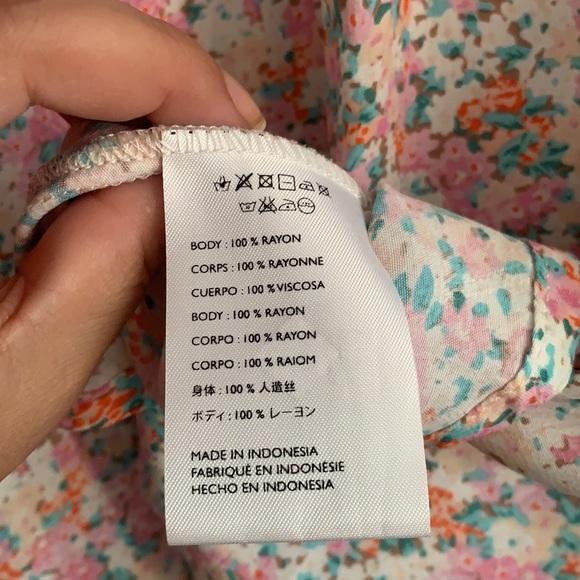 BODY : 100 % RAYON
CORPS : 100 % RAYONNE
CUERPO : 100 % VISCOSA
BODY : 100 % RAYON
CORPO : 100 % RAYON
CORPO : 100 % RAIOM
身体 : 100 % 人造丝
ボディ : 100 % レーヨン
MADE IN INDONESIA
FABRIQUÉ EN INDONÉSIE
HECHO EN INDONESIA